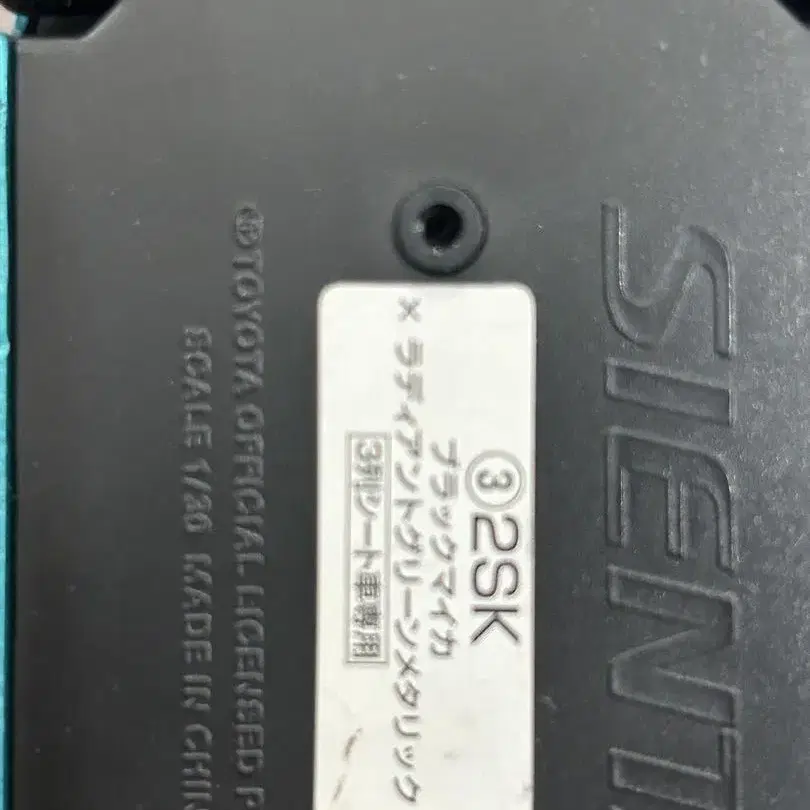 SIENT
③2SK
ブラックマイカ
×ラディアントグリーンメタリック
3列シート車専用
TOYOTA OFFICIAL LICENSED P
SCALE 1/30 MADE IN CHIN